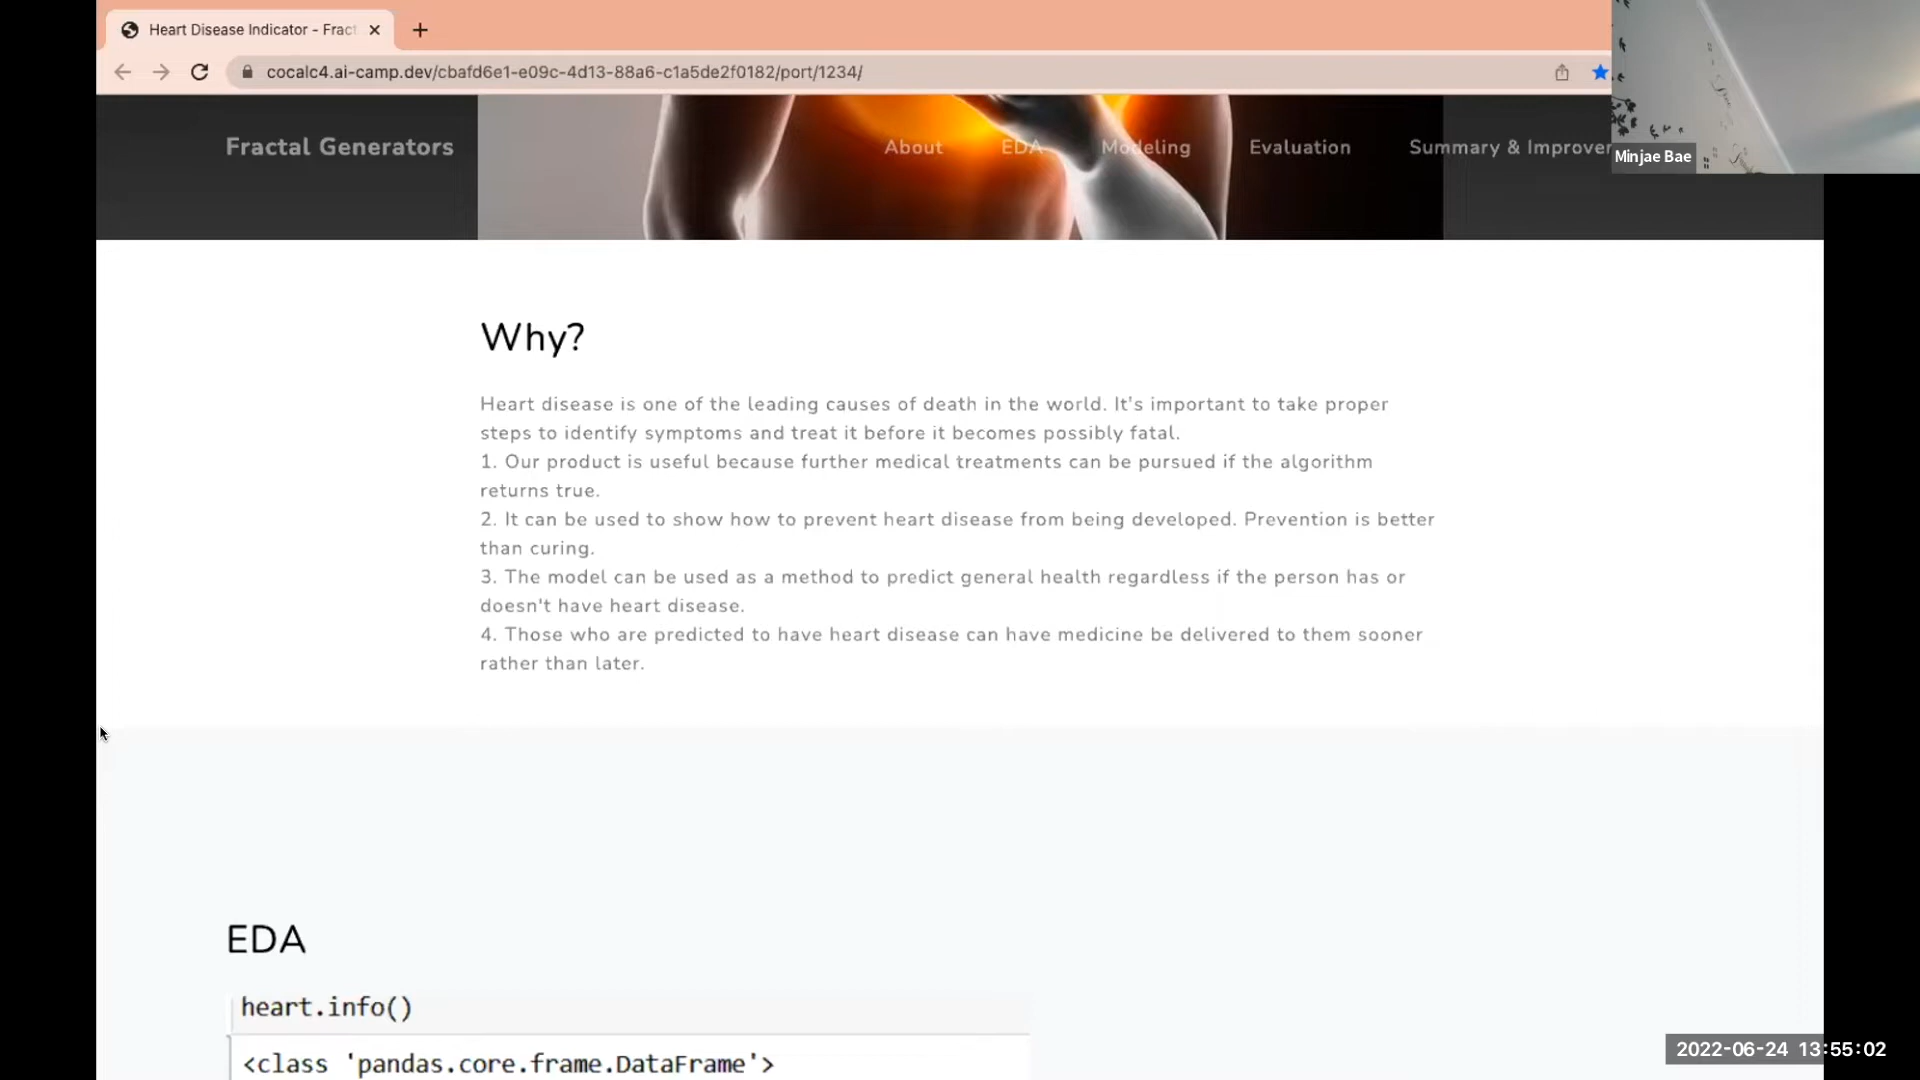 Heart Disease Indicator - Fract
cocalc4.ai-camp.dev/cbafd6e1-e09c-4d13-88a6-c1a5de2f0182/port/1234/
Fractal Generators
About
EDA
Modeling
Evaluation
Summary & Improver
Minjae Bae
Why?
Heart disease is one of the leading causes of death in the world. It's important to take proper
steps to identify symptoms and treat it before it becomes possibly fatal.
1. Our product is useful because further medical treatments can be pursued if the algorithm
returns true.
2. It can be used to show how to prevent heart disease from being developed. Prevention is better
than curing.
3. The model can be used as a method to predict general health regardless if the person has or
doesn't have heart disease.
4. Those who are predicted to have heart disease can have medicine be delivered to them sooner
rather than later.
EDA
heart.info()
<class 'pandas.core.frame.DataFrame'>
2022-06-24 13:55:02